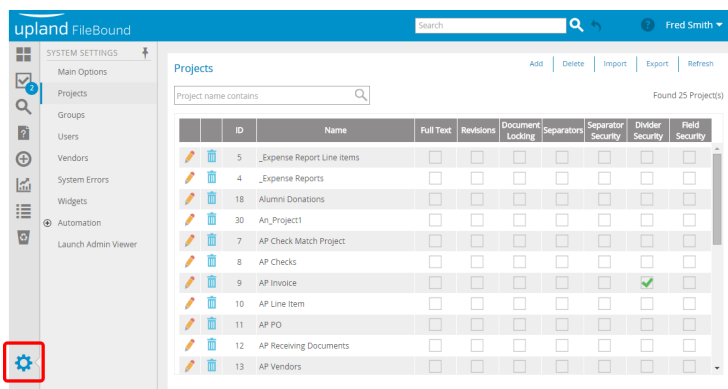 upland FileBound
Search
Fred Smith
SYSTEM SETTINGS
Main Options
Projects
Groups
Users
Vendors
System Errors
Widgets
Automation
Launch Admin Viewer
2
Projects
Add Delete Import Export Refresh
Project name contains
Found 25 Project(s)
ID Name Full Text Revisions Document Locking Separators Separator Security Divider Security Field Security
5 _Expense Report Line items
4 _Expense Reports
18 Alumni Donations
30 An_Project1
7 AP Check Match Project
8 AP Checks
9 AP Invoice
10 AP Line Item
11 AP PO
12 AP Receiving Documents
13 AP Vendors